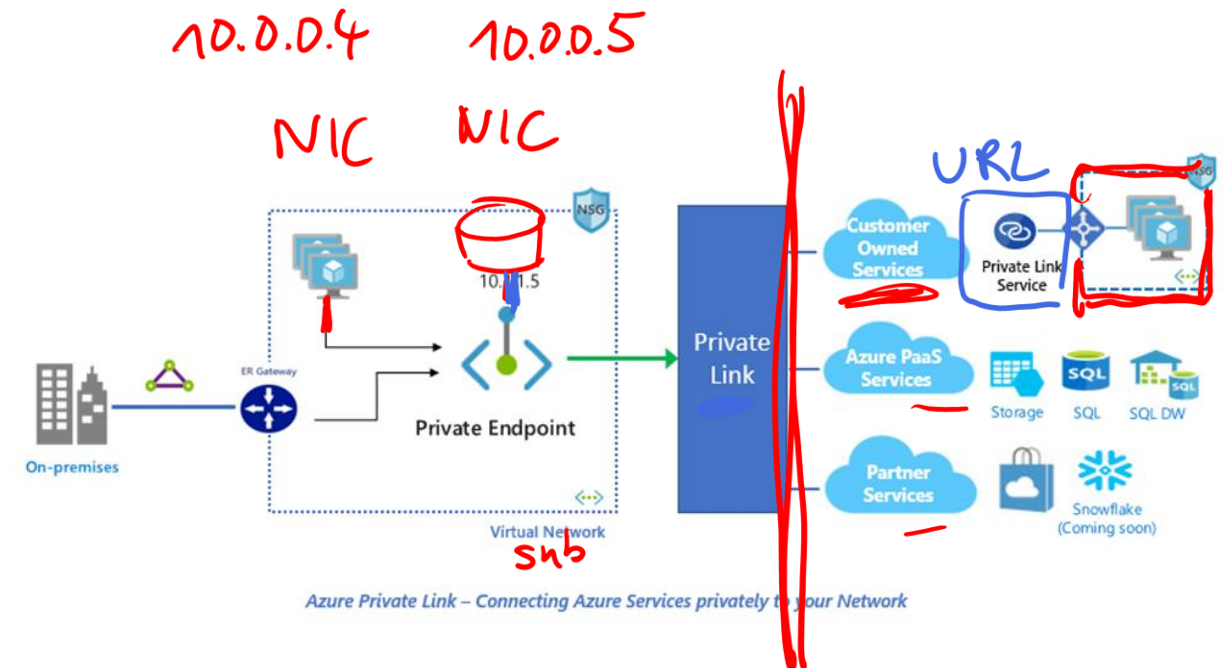 10.0.0.4
10.0.0.5
NIC
NIC
URL
NSG
NSG
Customer
Owned
Services
Private Link
Service
10. 1.5
Private
Link
Azure PaaS
Services
Storage
SQL
SQL
SQL DW
SQL
ER Gateway
Private Endpoint
On-premises
Partner
Services
Snowflake
(Coming soon)
Virtual Network
snb
Azure Private Link – Connecting Azure Services privately to your Network